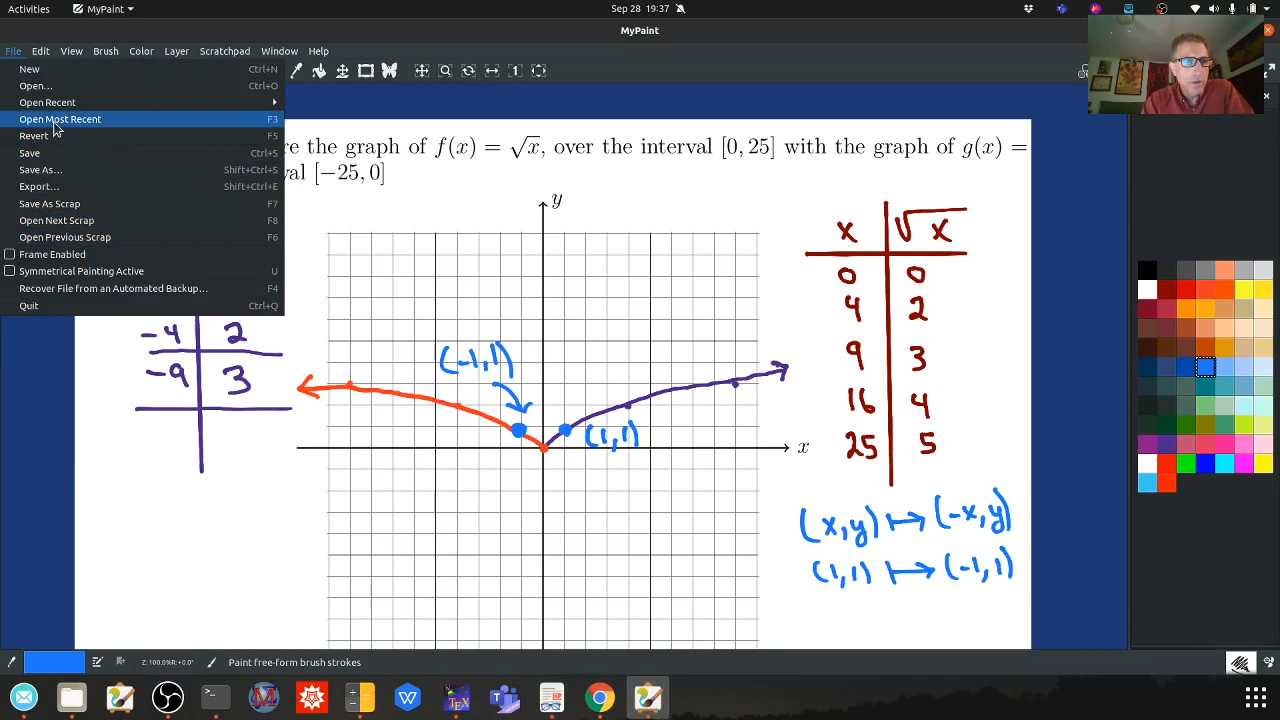 Activities MyPaint Sep 28 19:37
MyPaint
File Edit View Brush Color Layer Scratchpad Window Help
New Ctrl+N
Open... Ctrl+O
Open Recent
Open Most Recent F3
Revert F5
Save Ctrl+S
Save As... Shift+Ctrl+S
Export... Shift+Ctrl+E
Save As Scrap F7
Open Next Scrap F8
Open Previous Scrap F6
Frame Enabled
Symmetrical Painting Active U
Recover File from an Automated Backup... F4
Quit Ctrl+Q
re the graph of f(x) = √x, over the interval [0, 25] with the graph of g(x) =
val [−25, 0]
y
x
-4 2
-9 3
(-1,1)
(1,1)
x √x
0 0
4 2
9 3
16 4
25 5
(x,y) ↦ (-x,y)
(1,1) ↦ (-1,1)
Z: 100.0%R:+0.0° Paint free-form brush strokes